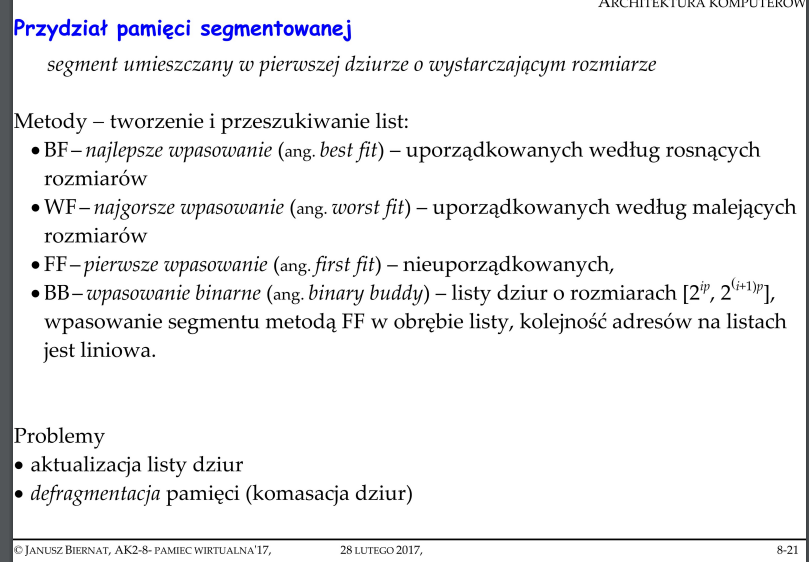 ARCHITEKTURA KOMPUTERÓW
Przydział pamięci segmentowanej
segment umieszczany w pierwszej dziurze o wystarczającym rozmiarze
Metody – tworzenie i przeszukiwanie list:
• BF – najlepsze wpasowanie (ang. best fit) – uporządkowanych według rosnących
rozmiarów
• WF – najgorsze wpasowanie (ang. worst fit) – uporządkowanych według malejących
rozmiarów
• FF – pierwsze wpasowanie (ang. first fit) – nieuporządkowanych,
• BB – wpasowanie binarne (ang. binary buddy) – listy dziur o rozmiarach [2^ip, 2^(i+1)p],
wpasowanie segmentu metodą FF w obrębie listy, kolejność adresów na listach
jest liniowa.
Problemy
• aktualizacja listy dziur
• defragmentacja pamięci (komasacja dziur)
© JANUSZ BIERNAT, AK2-8- PAMIEC WIRTUALNA'17, 28 LUTEGO 2017, 8-21